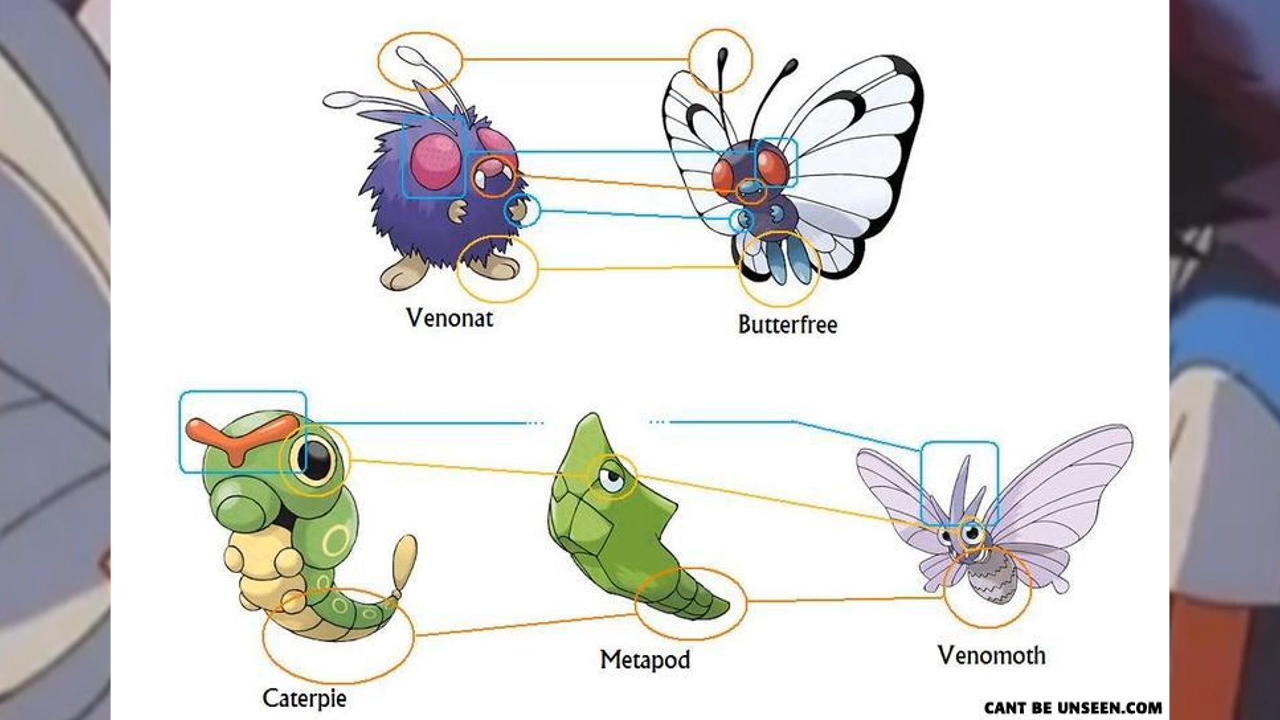 Venonat
Butterfree
Caterpie
Metapod
Venomoth
CANT BE UNSEEN.COM